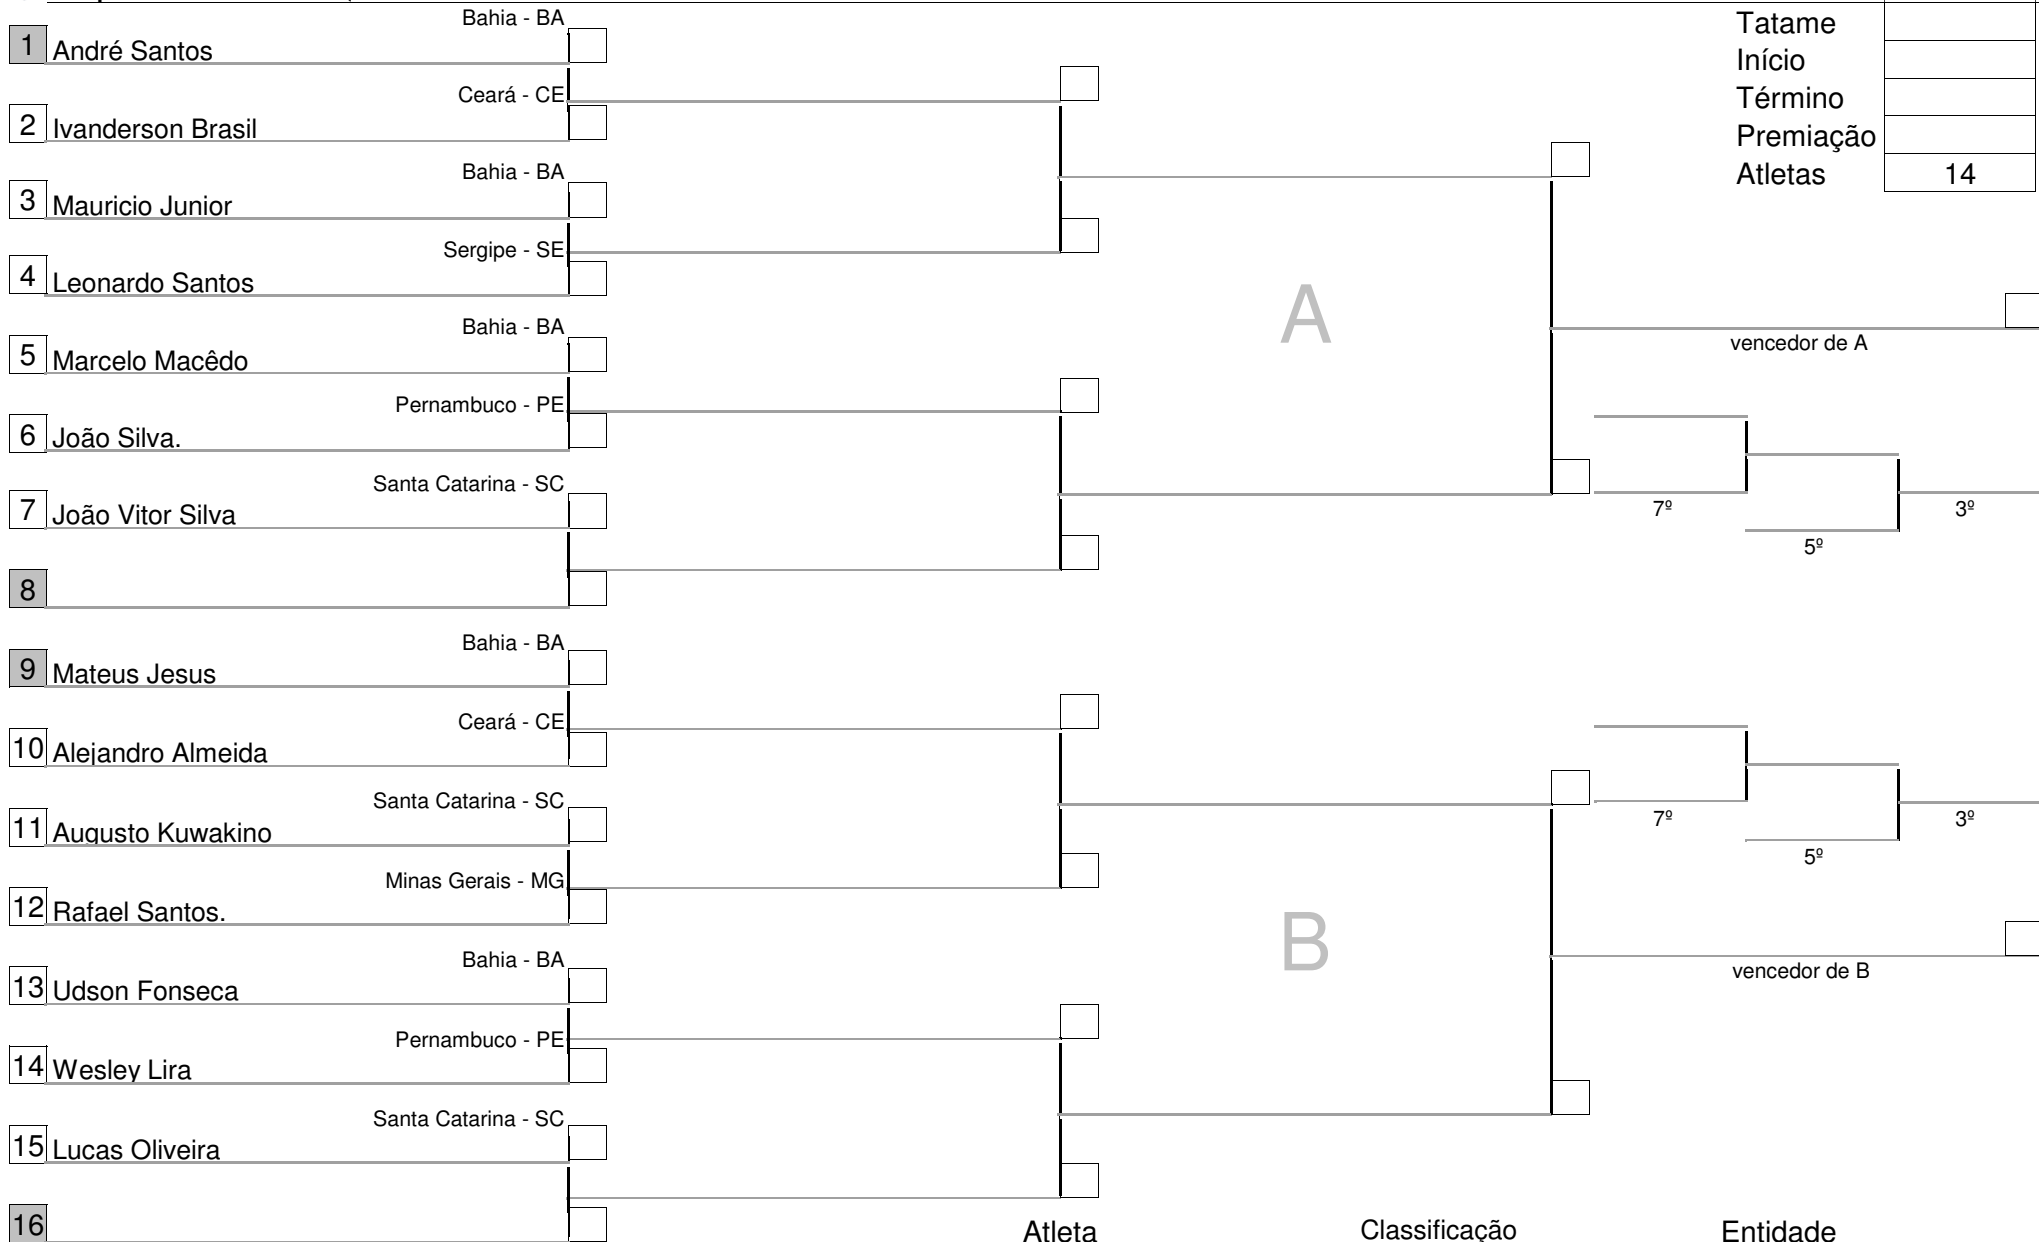 Bahia - BA
1 André Santos
Ceará - CE
2 Ivanderson Brasil
Bahia - BA
3 Mauricio Junior
Sergipe - SE
4 Leonardo Santos
Bahia - BA
5 Marcelo Macêdo
Pernambuco - PE
6 João Silva.
Santa Catarina - SC
7 João Vitor Silva
8
Bahia - BA
9 Mateus Jesus
Ceará - CE
10 Alejandro Almeida
Santa Catarina - SC
11 Augusto Kuwakino
Minas Gerais - MG
12 Rafael Santos.
Bahia - BA
13 Udson Fonseca
Pernambuco - PE
14 Wesley Lira
Santa Catarina - SC
15 Lucas Oliveira
16
A
B
Tatame
Início
Término
Premiação
Atletas 14
vencedor de A
7º
5º
3º
7º
5º
3º
vencedor de B
Atleta Classificação Entidade